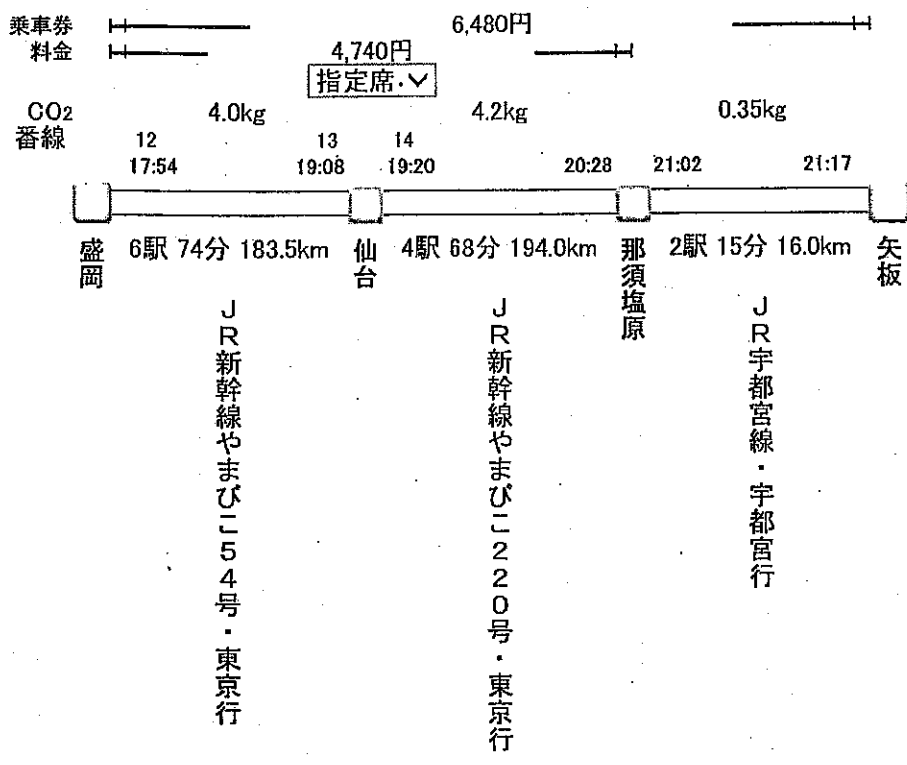 乗車券 6,480円
料金 4,740円
指定席
CO2 4.0kg 4.2kg 0.35kg
番線 12 13 14
17:54 19:08 19:20 20:28 21:02 21:17
盛岡 6駅 74分 183.5km 仙台 4駅 68分 194.0km 那須塩原 2駅 15分 16.0km 矢板
JR新幹線やまびこ54号・東京行
JR新幹線やまびこ220号・東京行
JR宇都宮線・宇都宮行